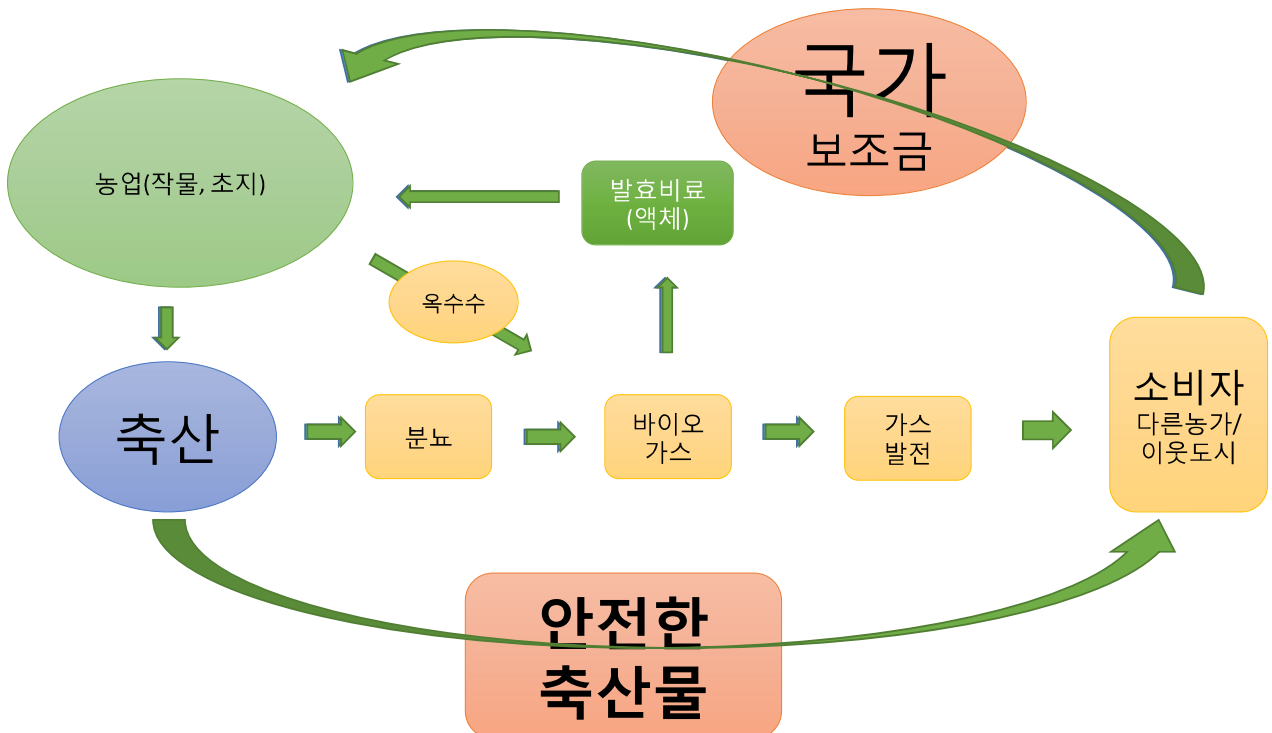 국가
보조금
농업(작물, 초지)
발효비료
(액체)
옥수수
축산
분뇨
바이오
가스
가스
발전
소비자
다른농가/
이웃도시
안전한
축산물